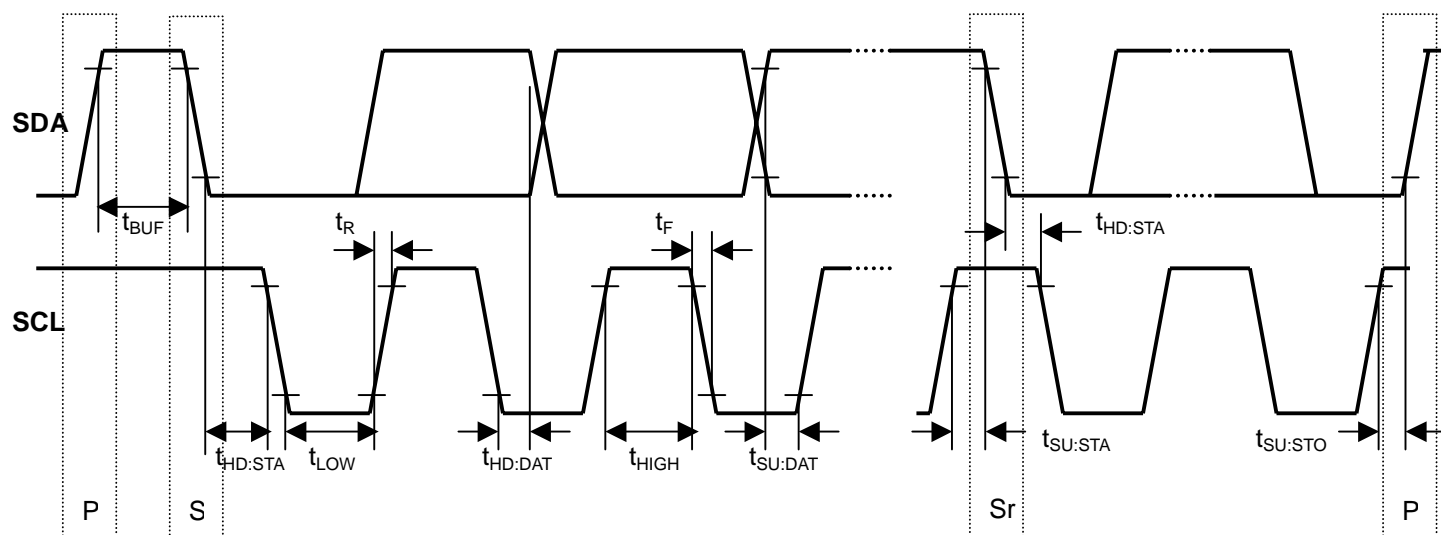 SDA
tBUF
tR
tF
tHD:STA
SCL
tHD:STA
tLOW
tHD:DAT
tHIGH
tSU:DAT
tSU:STA
tSU:STO
P
S
Sr
P